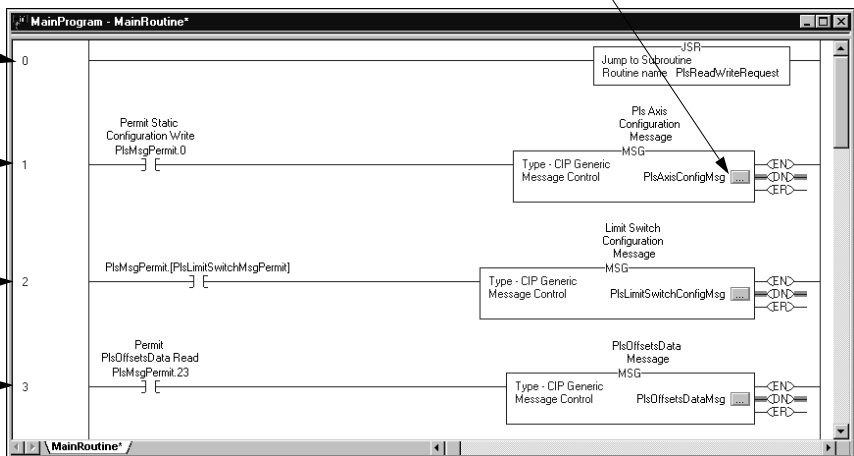 MainProgram - MainRoutine*
0
JSR
Jump to Subroutine
Routine name PlsReadWriteRequest
1
Permit Static
Configuration Write
PlsMsgPermit.0
Pls Axis
Configuration
Message
MSG
Type - CIP Generic
Message Control PlsAxisConfigMsg ...
EN
DN
ER
2
PlsMsgPermit.[PlsLimitSwitchMsgPermit]
Limit Switch
Configuration
Message
MSG
Type - CIP Generic
Message Control PlsLimitSwitchConfigMsg ...
EN
DN
ER
3
Permit
PlsOffsetsData Read
PlsMsgPermit.23
PlsOffsetsData
Message
MSG
Type - CIP Generic
Message Control PlsOffsetsDataMsg ...
EN
DN
ER
MainRoutine*